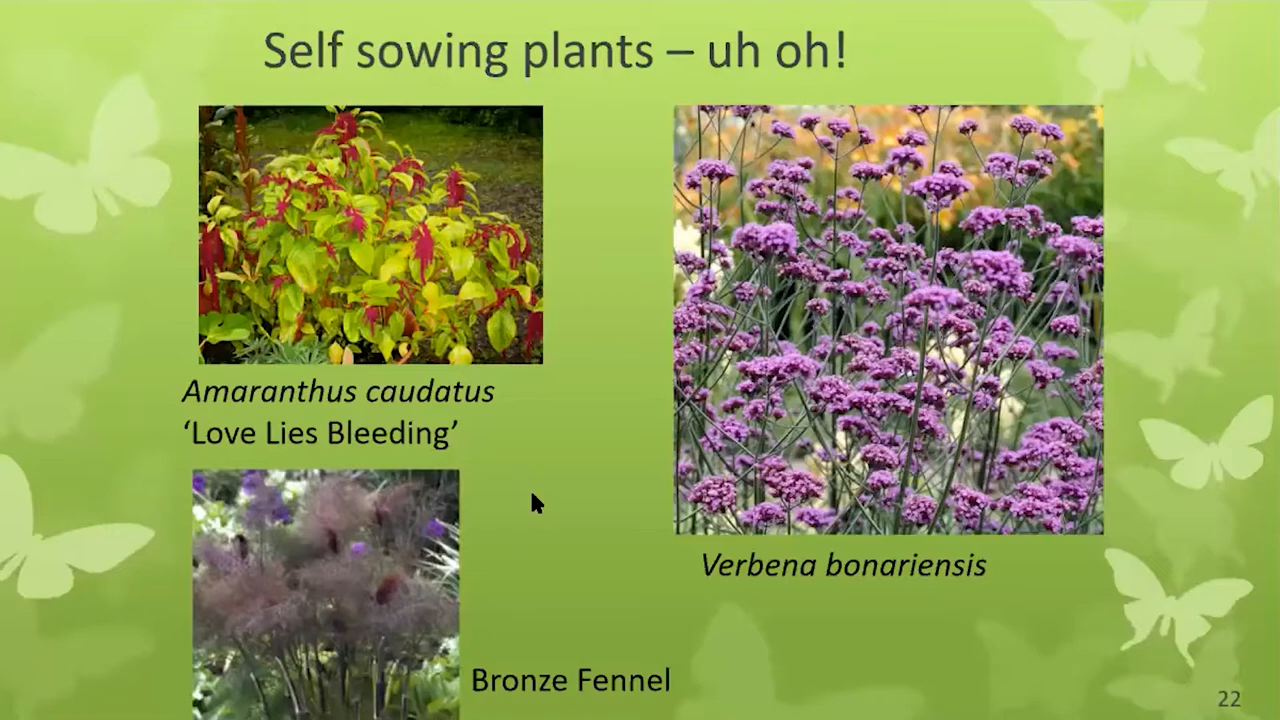 Self sowing plants – uh oh!
Amaranthus caudatus
‘Love Lies Bleeding’
Verbena bonariensis
Bronze Fennel
22